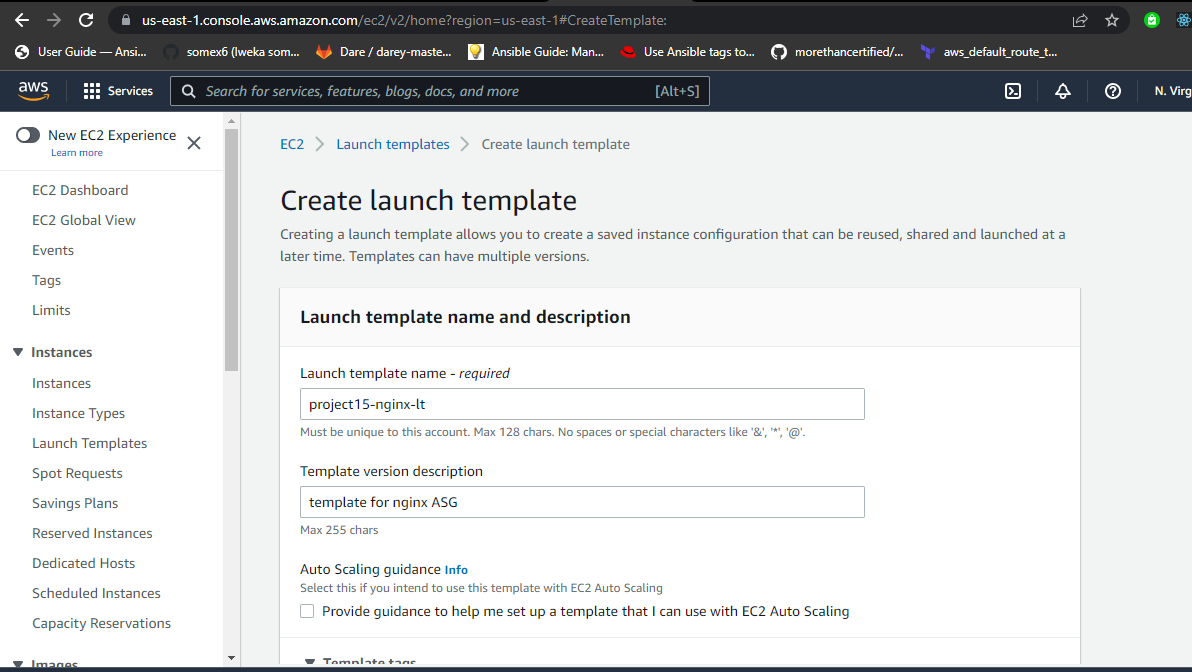 us-east-1.console.aws.amazon.com/ec2/v2/home?region=us-east-1#CreateTemplate:
User Guide — Ansi... somex6 (Iweka som... Dare / darey-maste... Ansible Guide: Man... Use Ansible tags to... morethancertified/... aws_default_route_t...
aws Services Search for services, features, blogs, docs, and more [Alt+S] N. Virg
New EC2 Experience
Learn more
EC2 Dashboard
EC2 Global View
Events
Tags
Limits
Instances
Instances
Instance Types
Launch Templates
Spot Requests
Savings Plans
Reserved Instances
Dedicated Hosts
Scheduled Instances
Capacity Reservations
Images
EC2 Launch templates Create launch template
Create launch template
Creating a launch template allows you to create a saved instance configuration that can be reused, shared and launched at a
later time. Templates can have multiple versions.
Launch template name and description
Launch template name - required
project15-nginx-lt
Must be unique to this account. Max 128 chars. No spaces or special characters like '&', '*', '@'.
Template version description
template for nginx ASG
Max 255 chars
Auto Scaling guidance Info
Select this if you intend to use this template with EC2 Auto Scaling
Provide guidance to help me set up a template that I can use with EC2 Auto Scaling
Template tags